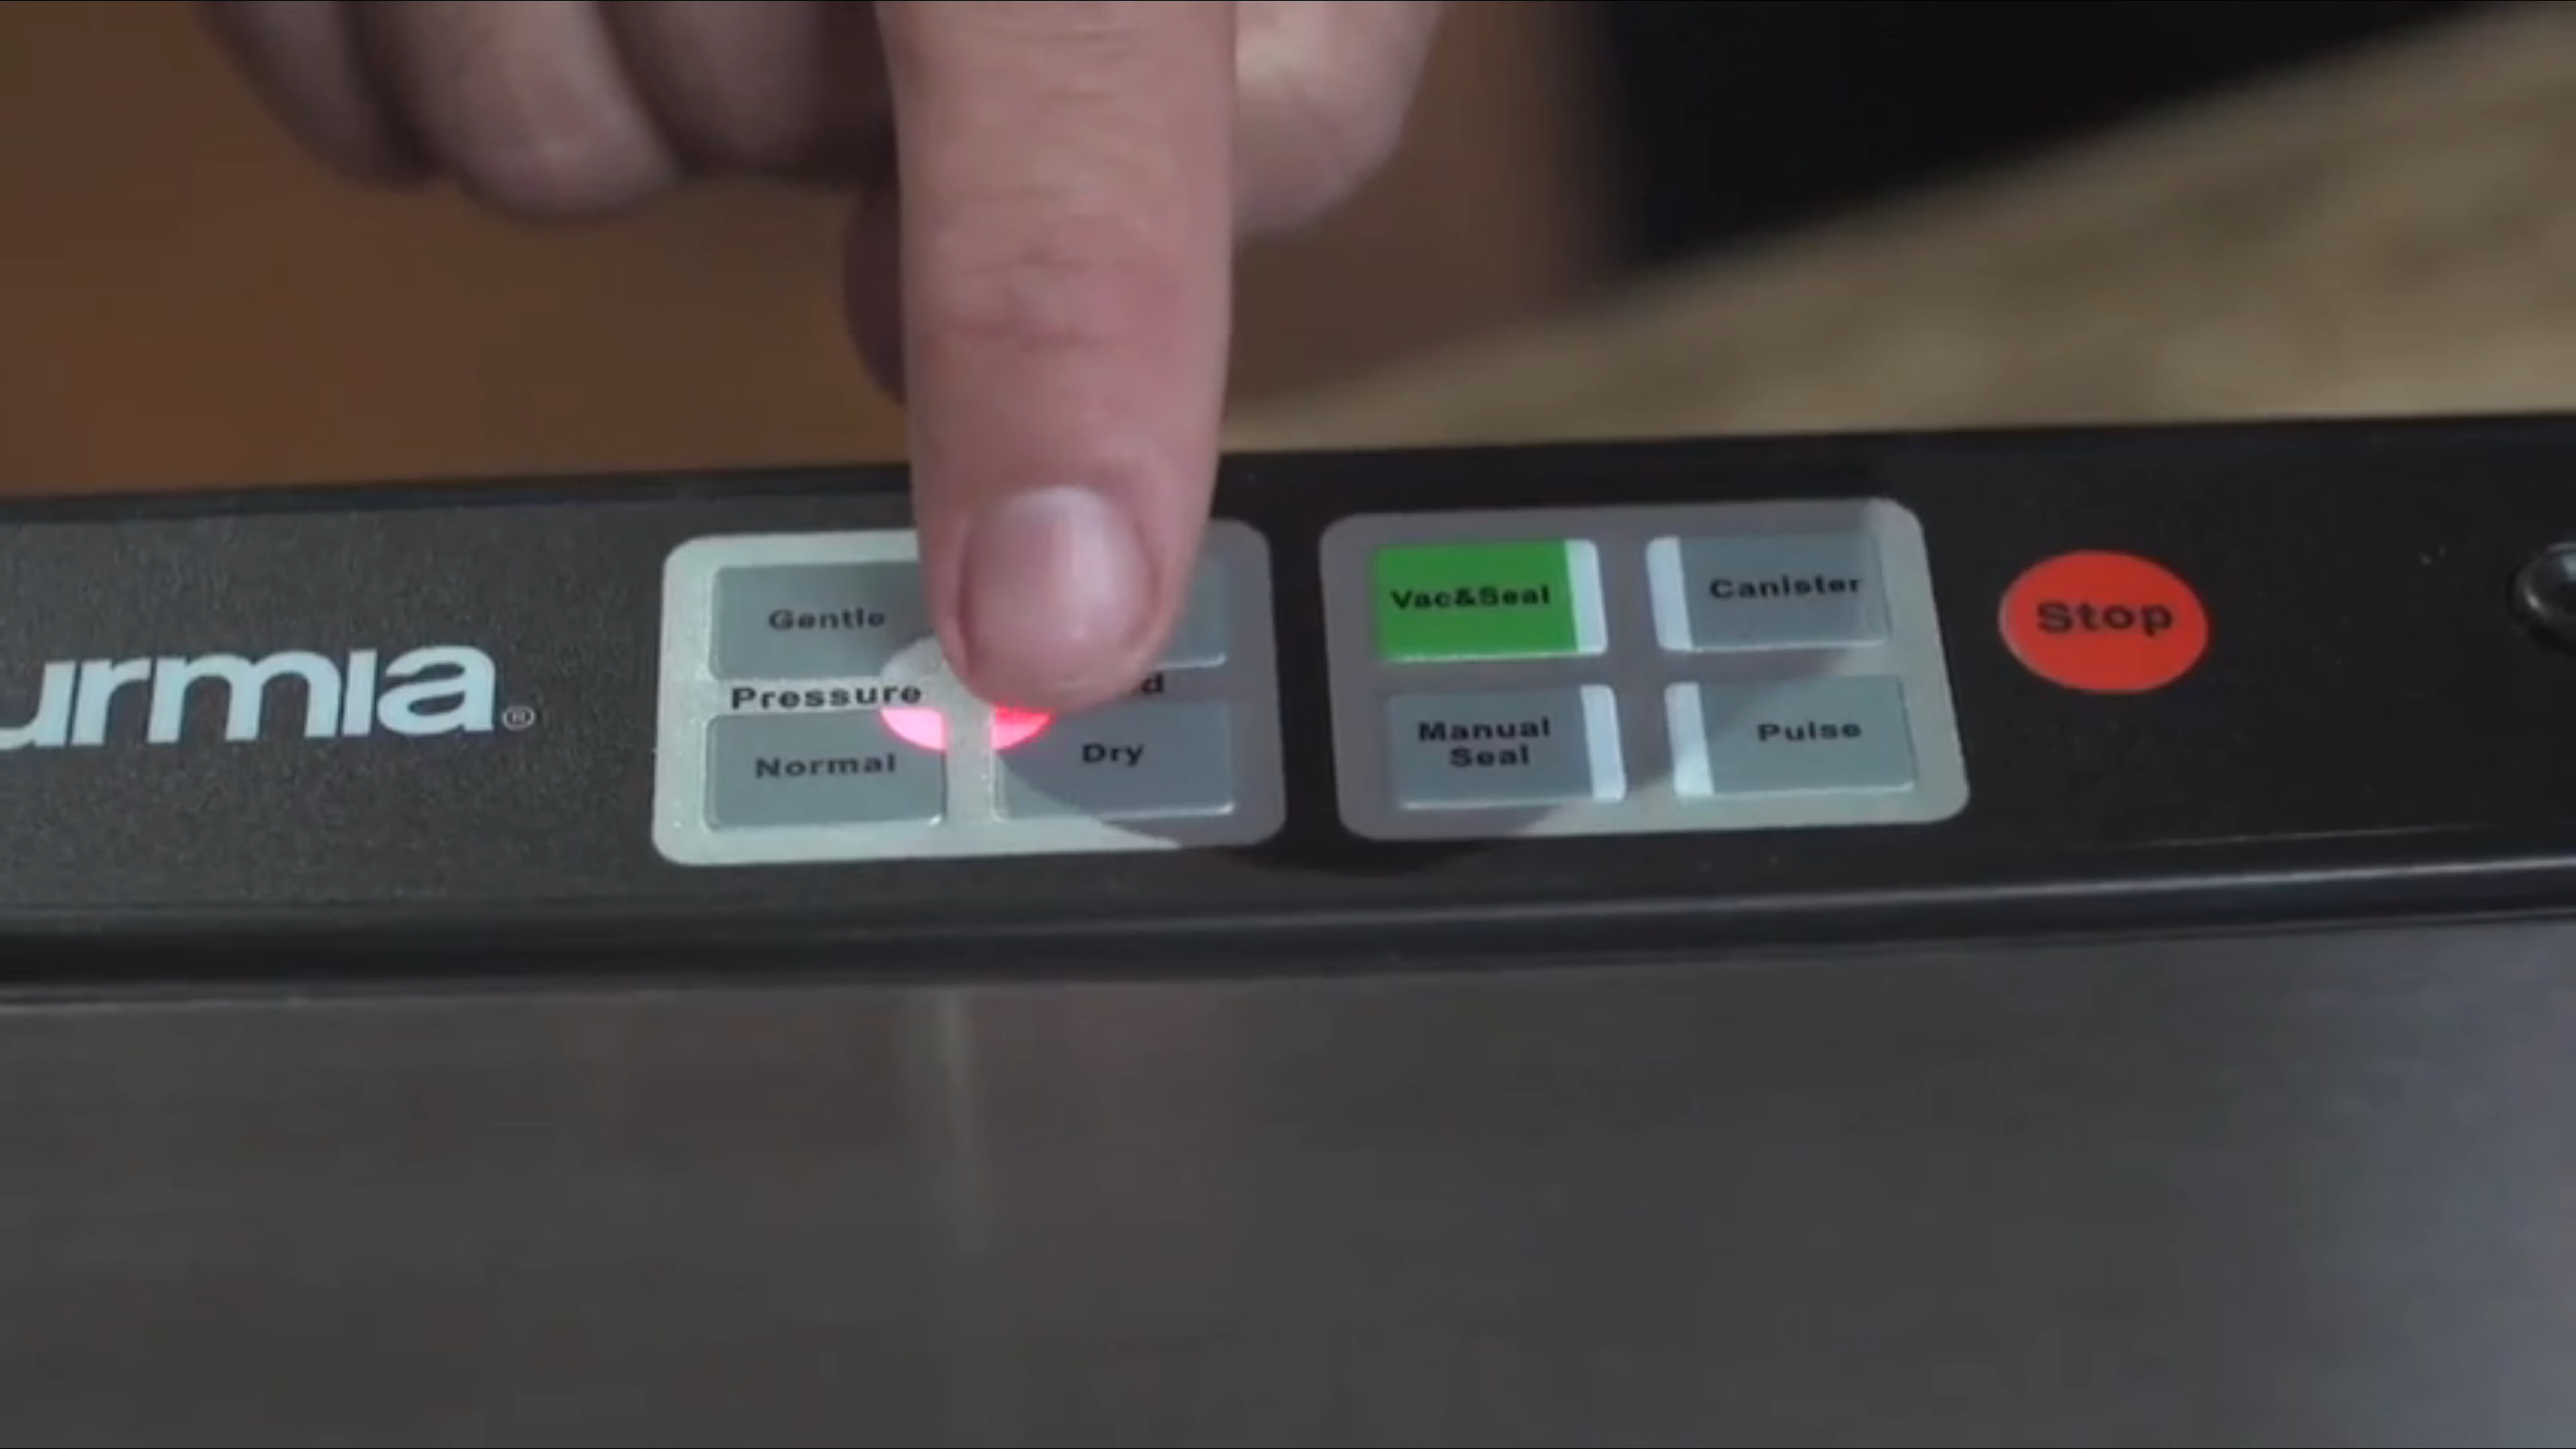 urmia®
Gentle
Pressure d
Normal
Dry
Vac&Seal
Canister
Manual
Seal
Pulse
Stop